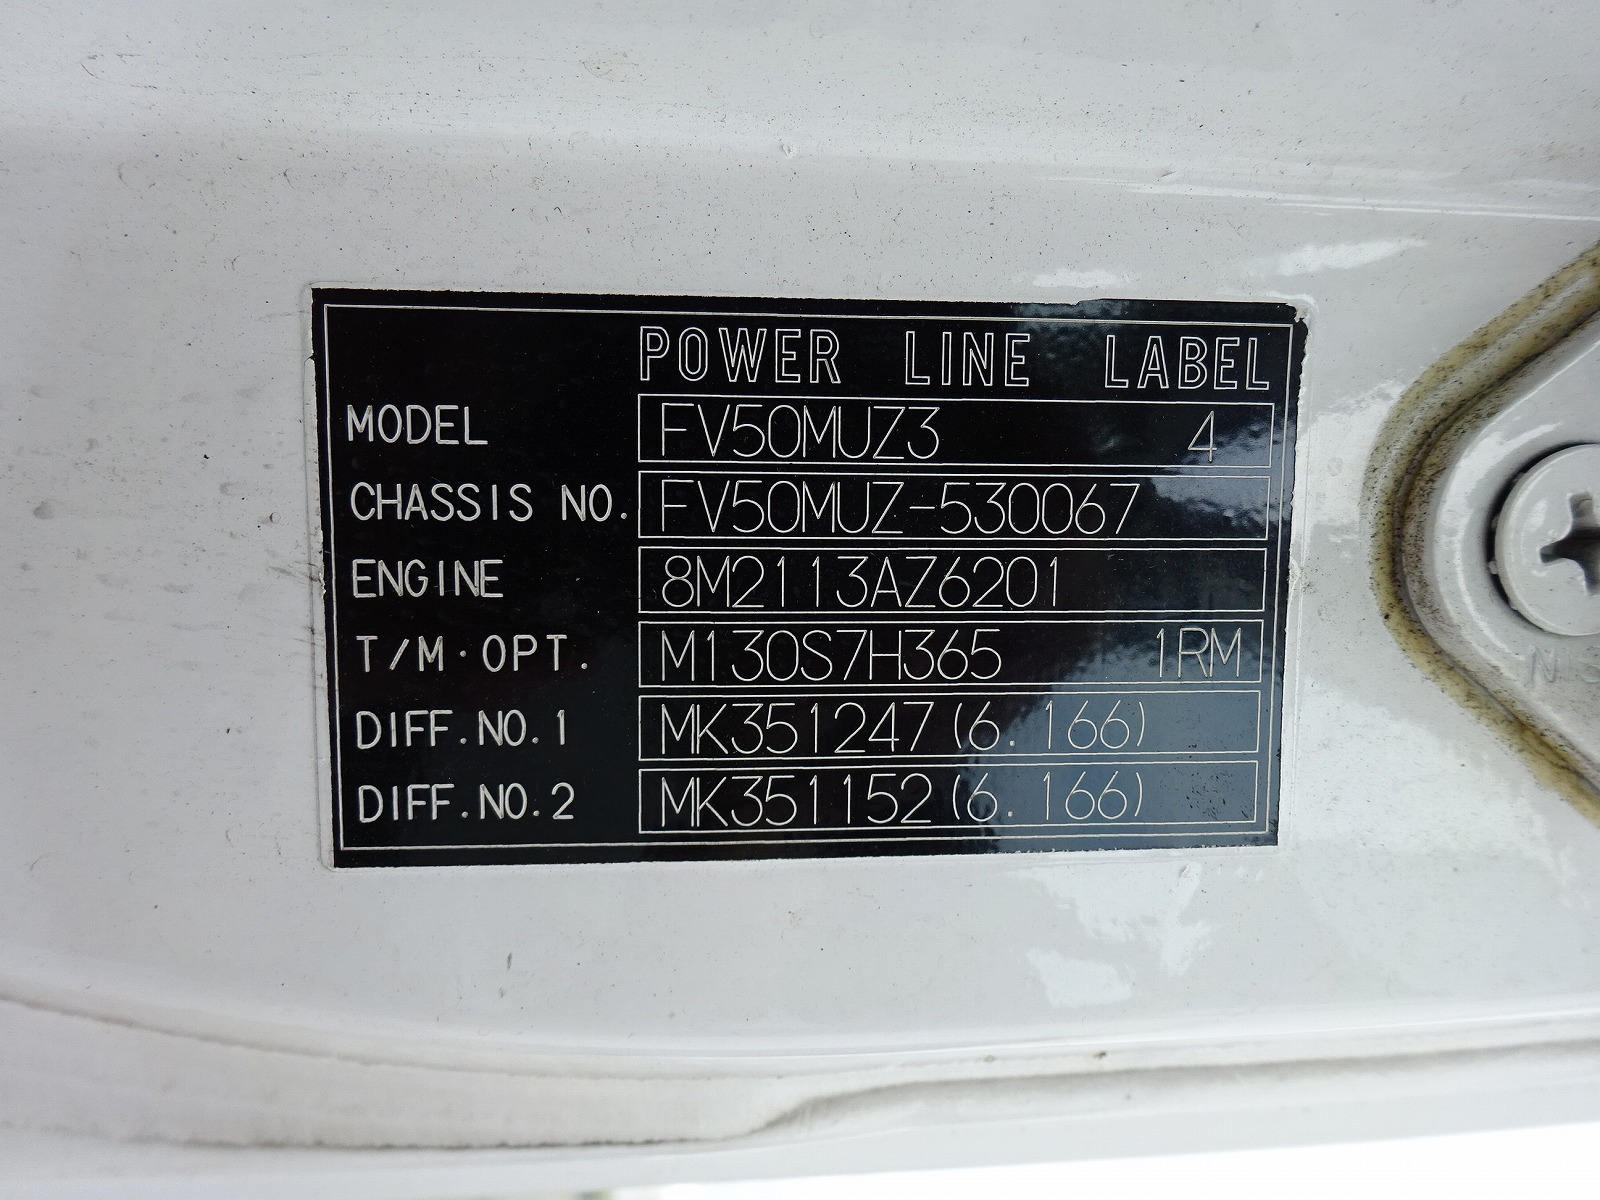 POWER LINE LABEL
MODEL FV50MUZ3 4
CHASSIS NO. FV50MUZ-530067
ENGINE 8M2113AZ6201
T/M·OPT. M130S7H365 1RM
DIFF.NO.1 MK351247(6.166)
DIFF.NO.2 MK351152(6.166)